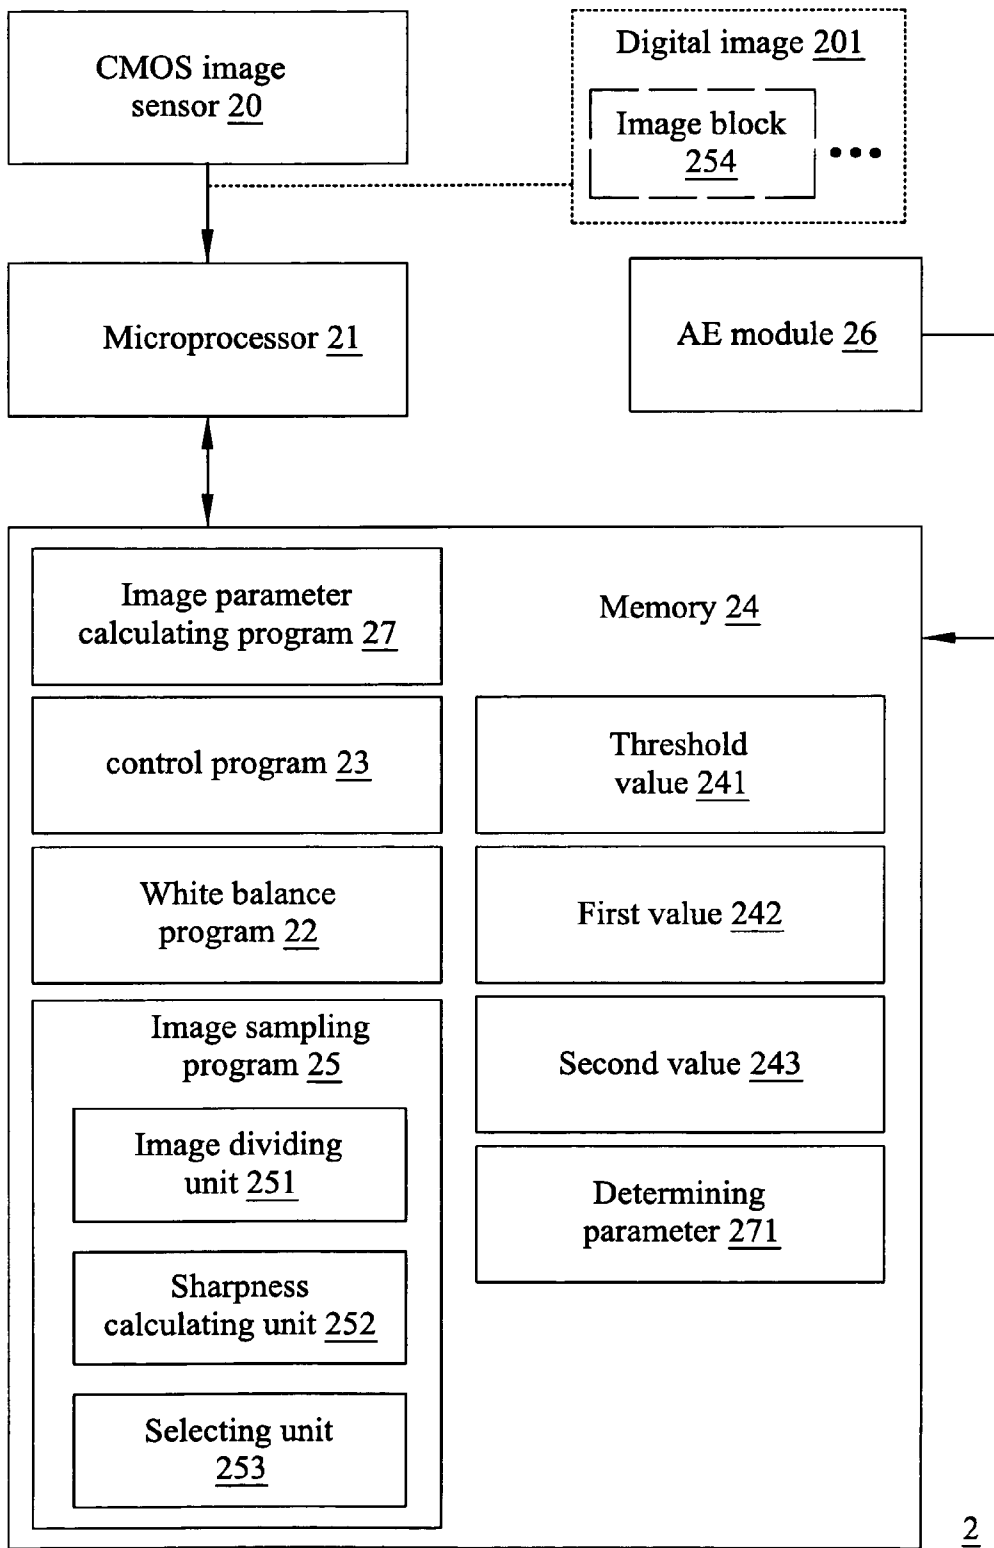 CMOS image
sensor 20
Digital image 201
Image block
254
Microprocessor 21
AE module 26
Image parameter
calculating program 27
Memory 24
control program 23
Threshold
value 241
White balance
program 22
First value 242
Image sampling
program 25
Second value 243
Image dividing
unit 251
Determining
parameter 271
Sharpness
calculating unit 252
Selecting unit
253
2